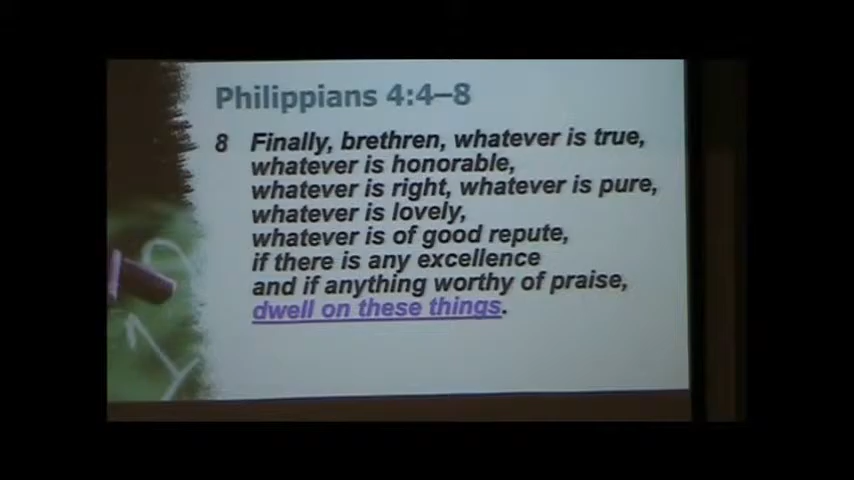 Philippians 4:4–8
8 Finally, brethren, whatever is true,
whatever is honorable,
whatever is right, whatever is pure,
whatever is lovely,
whatever is of good repute,
if there is any excellence
and if anything worthy of praise,
dwell on these things.